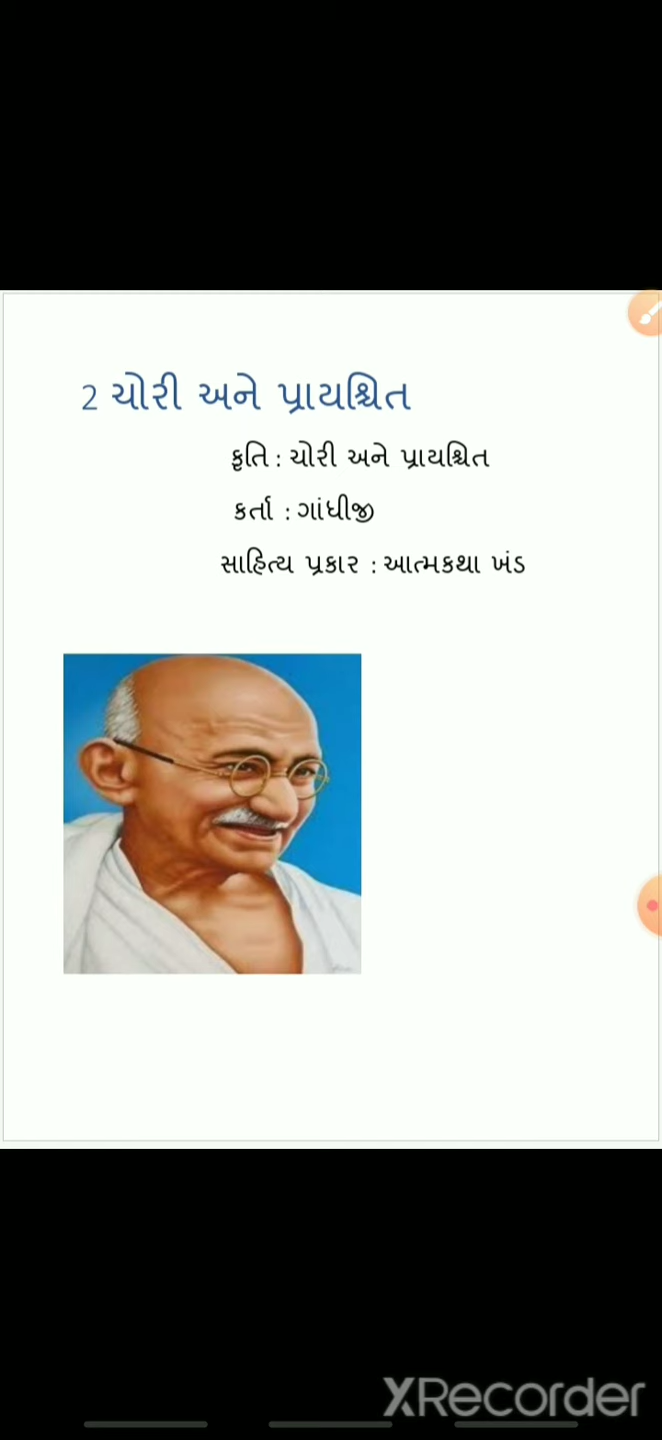 2 ચોરી અને પ્રાયશ્ચિત
કૃતિ : ચોરી અને પ્રાયશ્ચિત
કર્તા : ગાંધીજી
સાહિત્ય પ્રકાર : આત્મકથા ખંડ
XRecorder